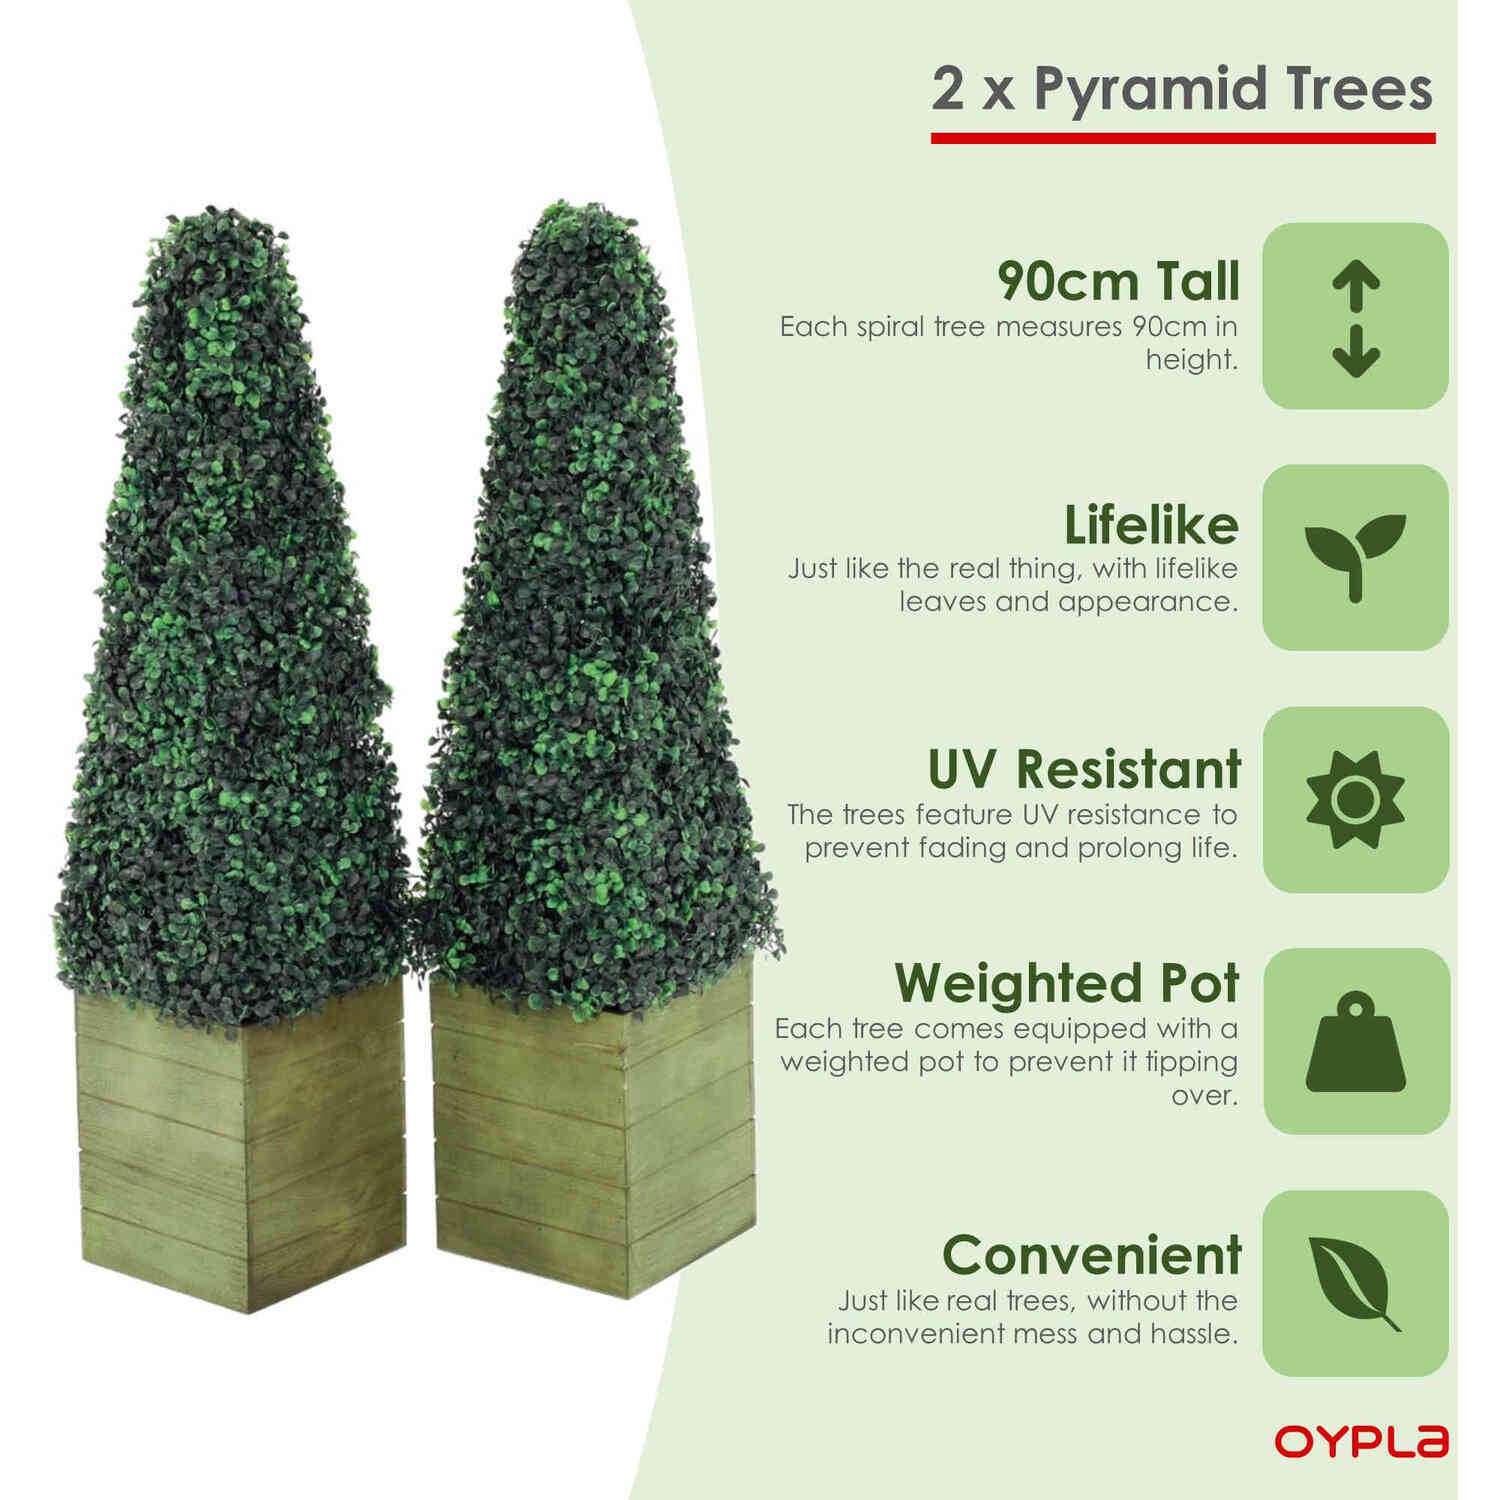 2 x Pyramid Trees
90cm Tall
Each spiral tree measures 90cm in
height.
Lifelike
Just like the real thing, with lifelike
leaves and appearance.
UV Resistant
The trees feature UV resistance to
prevent fading and prolong life.
Weighted Pot
Each tree comes equipped with a
weighted pot to prevent it tipping
over.
Convenient
Just like real trees, without the
inconvenient mess and hassle.
OYPLa